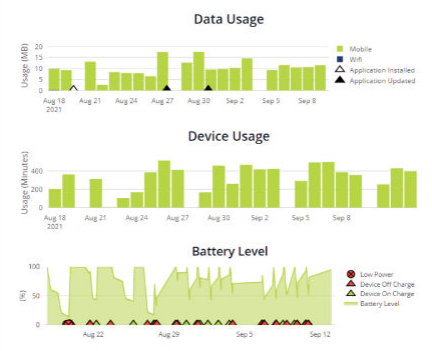 Data Usage
Usage (MB)
20
15
10
5
0
Aug 18
2021
Aug 21
Aug 24
Aug 27
Aug 30
Sep 2
Sep 5
Sep 8
Mobile
Wifi
Application Installed
Application Updated
Device Usage
Usage (Minutes)
400
200
0
Aug 18
2021
Aug 21
Aug 24
Aug 27
Aug 30
Sep 2
Sep 5
Sep 8
Battery Level
(%)
100
50
0
Aug 22
Aug 29
Sep 5
Sep 12
Low Power
Device Off Charge
Device On Charge
Battery Level